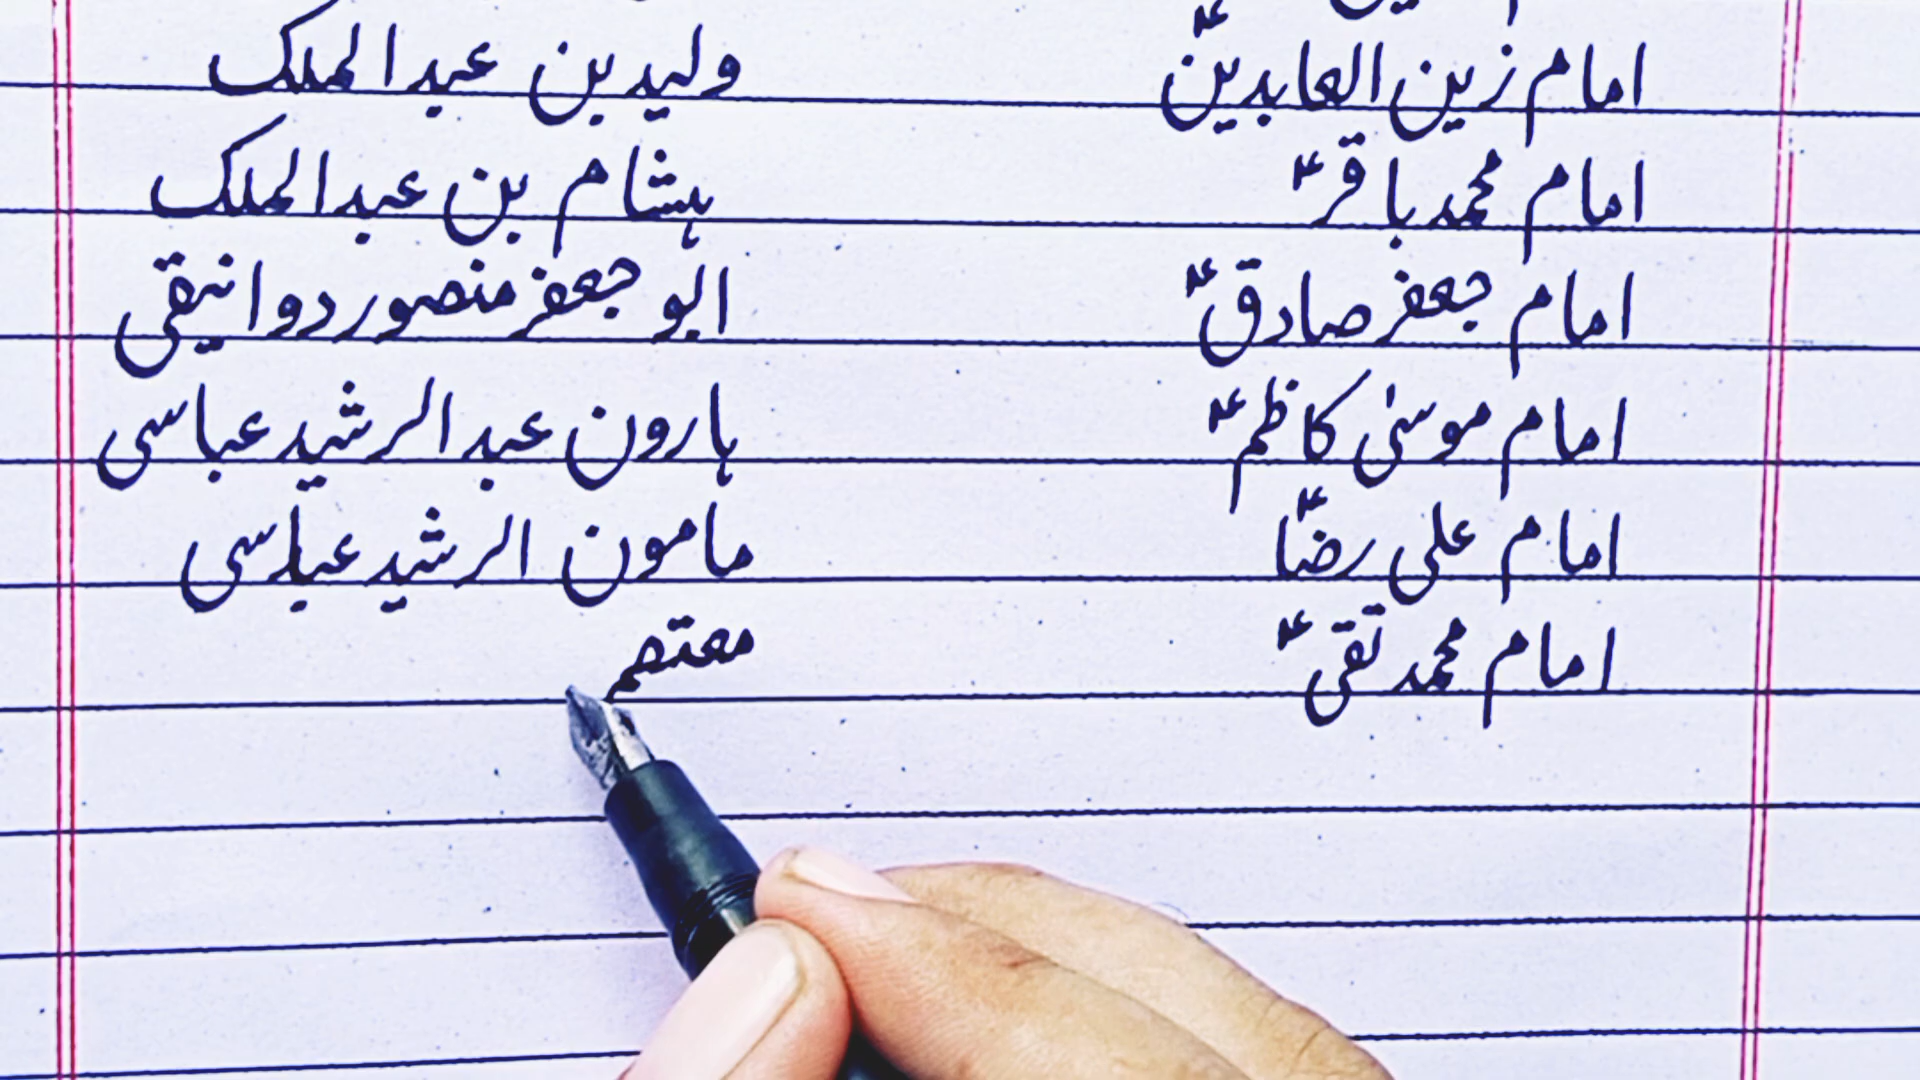 امام زین العابدینؑ ولید بن عبدالملک
امام محمد باقرؑ ہشام بن عبدالملک
امام جعفر صادقؑ ابو جعفر منصور دوانیقی
امام موسیٰ کاظمؑ ہارون عبدالرشید عباسی
امام علی رضاؑ مامون الرشید عباسی
امام محمد تقیؑ معتصم